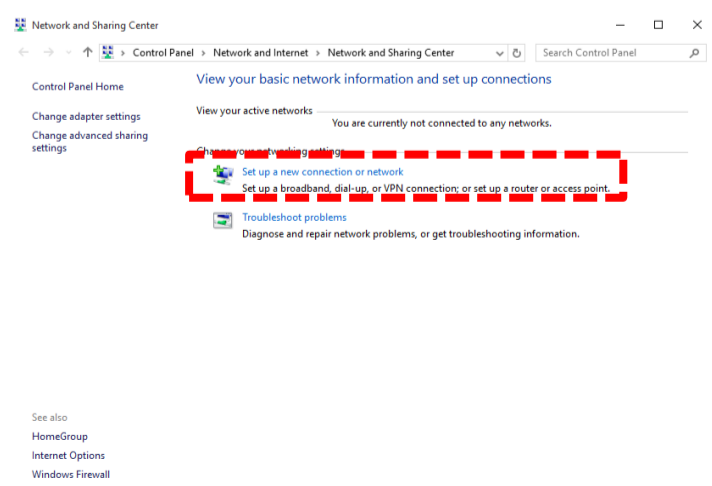 Network and Sharing Center
Control Panel > Network and Internet > Network and Sharing Center
Search Control Panel
Control Panel Home
Change adapter settings
Change advanced sharing
settings
View your basic network information and set up connections
View your active networks
You are currently not connected to any networks.
Change your networking settings
Set up a new connection or network
Set up a broadband, dial-up, or VPN connection; or set up a router or access point.
Troubleshoot problems
Diagnose and repair network problems, or get troubleshooting information.
See also
HomeGroup
Internet Options
Windows Firewall